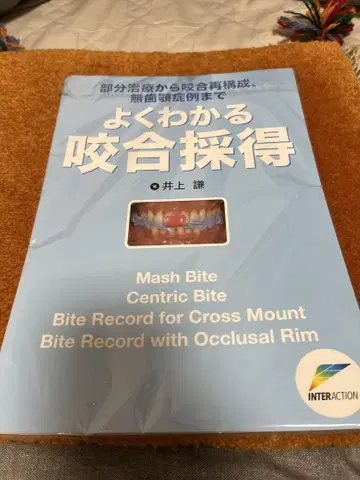 部分治療から咬合再構成、
無歯顎症例まで
よくわかる
咬合採得
井上 謙
Mash Bite
Centric Bite
Bite Record for Cross Mount
Bite Record with Occlusal Rim
INTERACTION